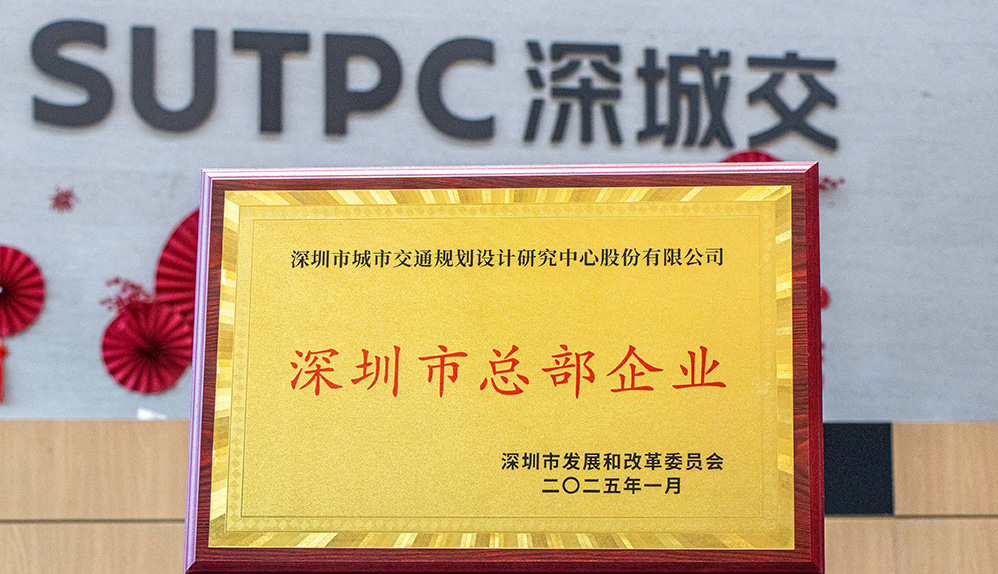 SUTPC 深城交
深圳市城市交通规划设计研究中心股份有限公司
深圳市总部企业
深圳市发展和改革委员会
二〇二五年一月